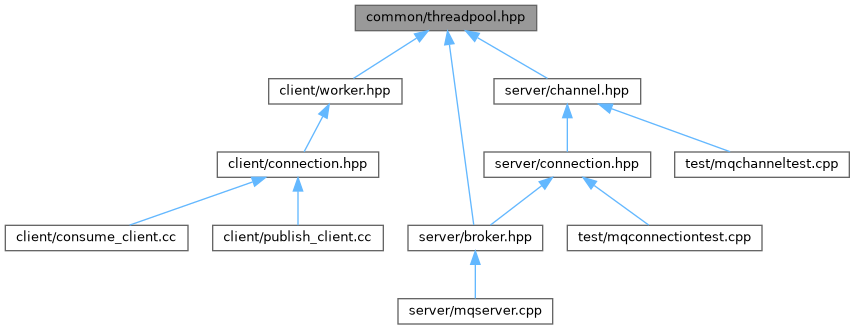 common/threadpool.hpp
client/worker.hpp
server/channel.hpp
client/connection.hpp
server/connection.hpp
test/mqchanneltest.cpp
client/consume_client.cc
client/publish_client.cc
server/broker.hpp
test/mqconnectiontest.cpp
server/mqserver.cpp